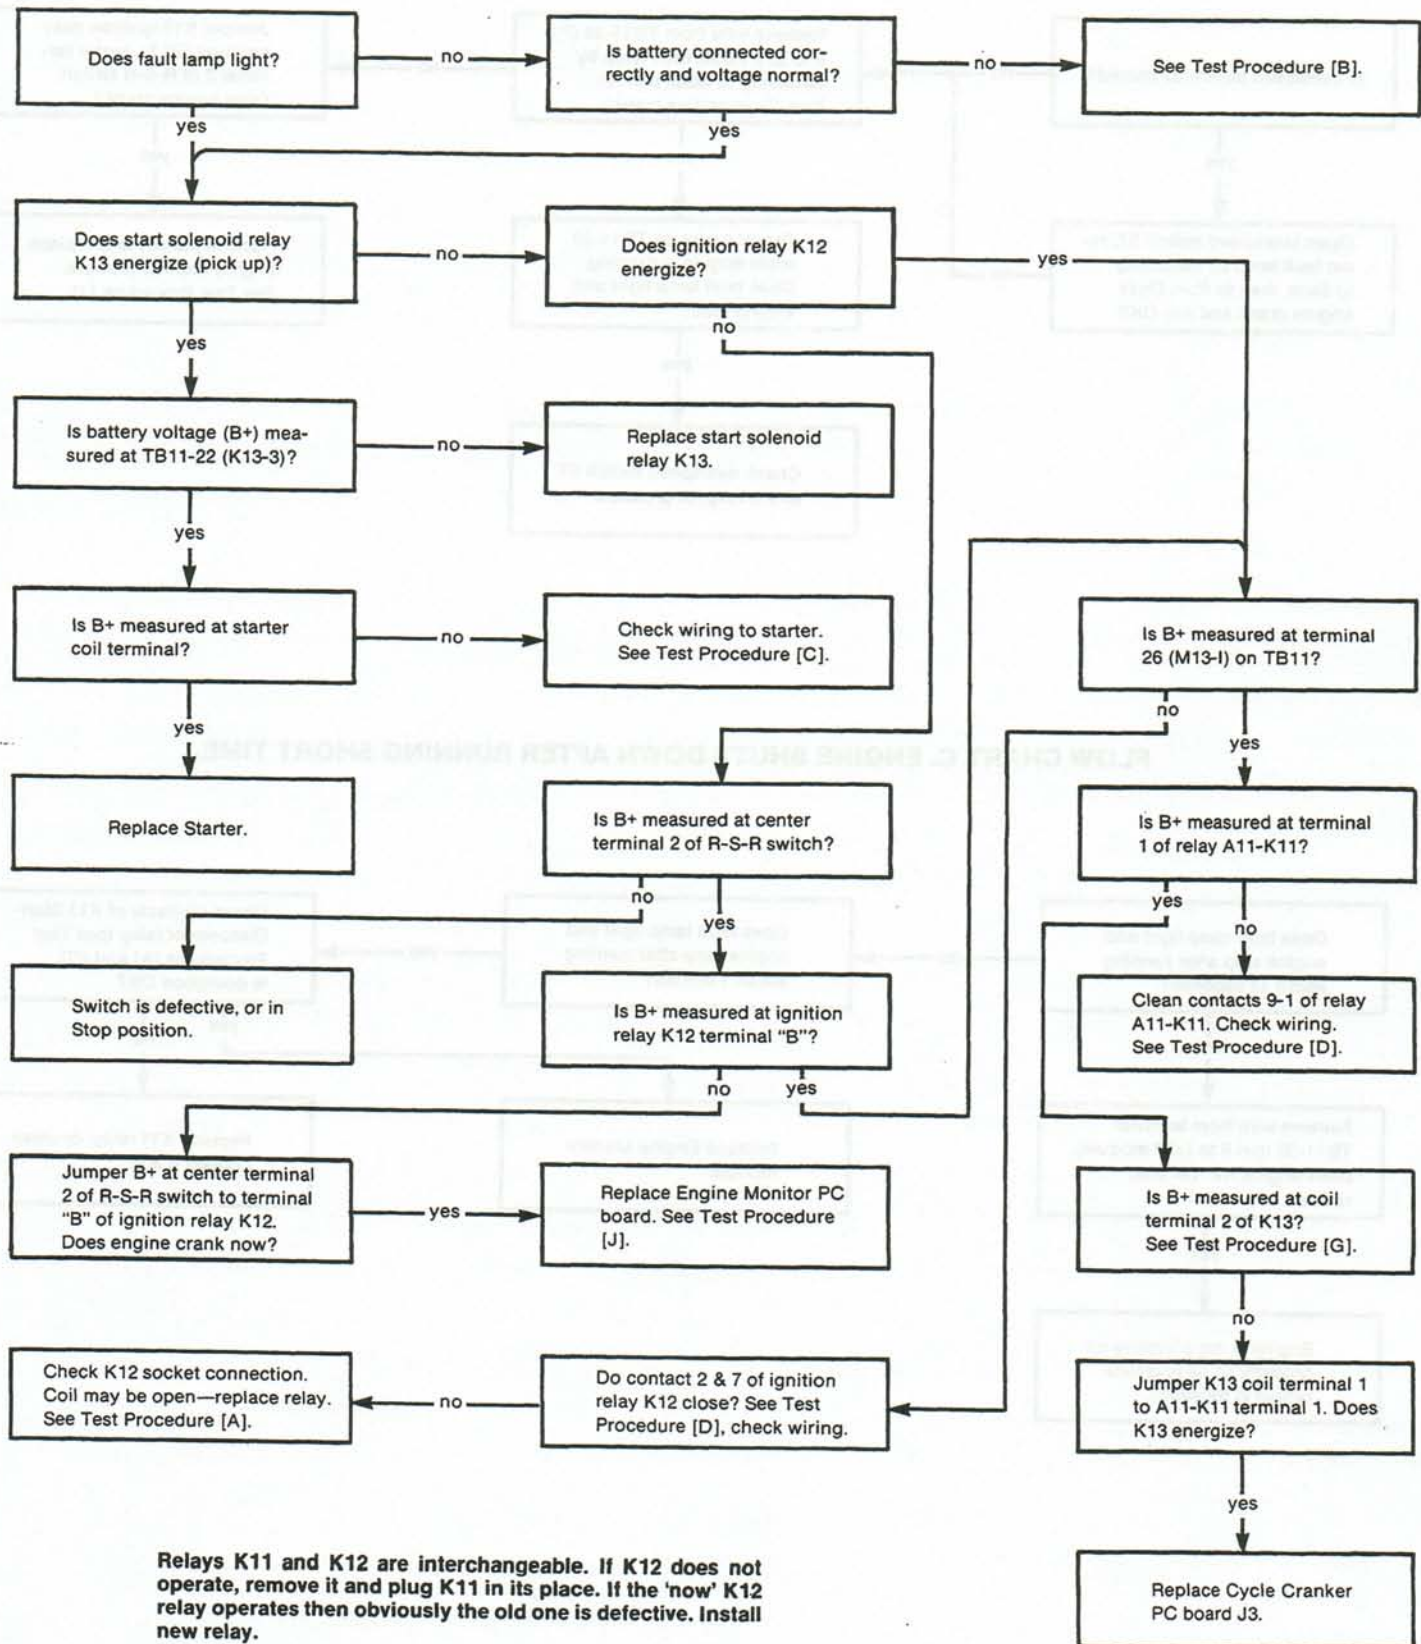 Does fault lamp light?
no
Is battery connected cor-
rectly and voltage normal?
no
See Test Procedure [B].
yes
yes
Does start solenoid relay
K13 energize (pick up)?
no
Does ignition relay K12
energize?
yes
yes
no
Is battery voltage (B+) mea-
sured at TB11-22 (K13-3)?
no
Replace start solenoid
relay K13.
yes
Is B+ measured at starter
coil terminal?
no
Check wiring to starter.
See Test Procedure [C].
Is B+ measured at terminal
26 (M13-I) on TB11?
yes
no
yes
FLOW CHART C. ENGINE SHUTS DOWN AFTER RUNNING SHORT TIME
Replace Starter.
Is B+ measured at center
terminal 2 of R-S-R switch?
Is B+ measured at terminal
1 of relay A11-K11?
no
yes
yes
no
Switch is defective, or in
Stop position.
Is B+ measured at ignition
relay K12 terminal “B”?
Clean contacts 9-1 of relay
A11-K11. Check wiring.
See Test Procedure [D].
no
yes
Jumper B+ at center terminal
2 of R-S-R switch to terminal
“B” of ignition relay K12.
Does engine crank now?
yes
Replace Engine Monitor PC
board. See Test Procedure
[J].
Is B+ measured at coil
terminal 2 of K13?
See Test Procedure [G].
no
Check K12 socket connection.
Coil may be open—replace relay.
See Test Procedure [A].
no
Do contact 2 & 7 of ignition
relay K12 close? See Test
Procedure [D], check wiring.
Jumper K13 coil terminal 1
to A11-K11 terminal 1. Does
K13 energize?
yes
Relays K11 and K12 are interchangeable. If K12 does not
operate, remove it and plug K11 in its place. If the ‘now’ K12
relay operates then obviously the old one is defective. Install
new relay.
Replace Cycle Cranker
PC board J3.